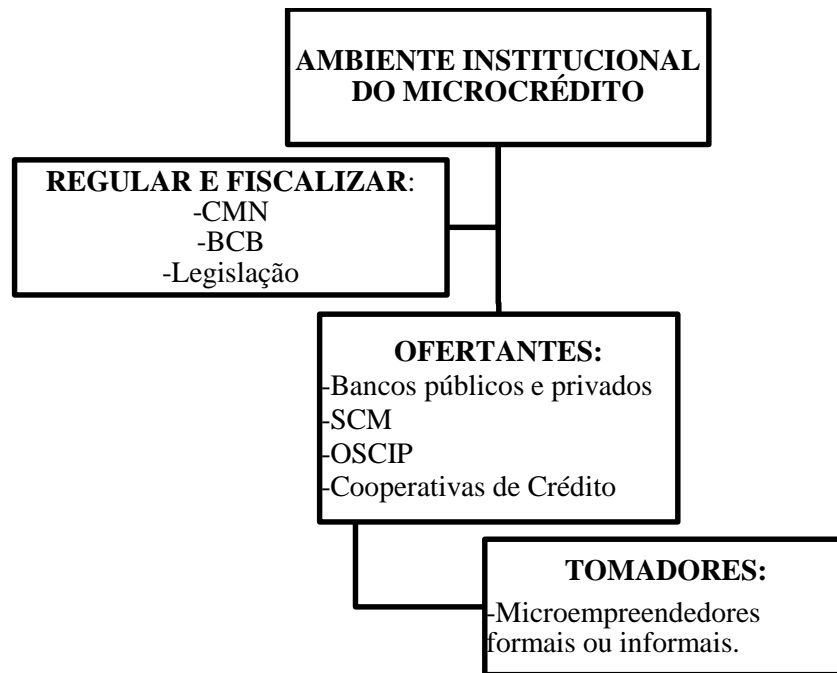 AMBIENTE INSTITUCIONAL
DO MICROCRÉDITO
REGULAR E FISCALIZAR:
-CMN
-BCB
-Legislação
OFERTANTES:
-Bancos públicos e privados
-SCM
-OSCIP
-Cooperativas de Crédito
TOMADORES:
-Microempreendedores
formais ou informais.